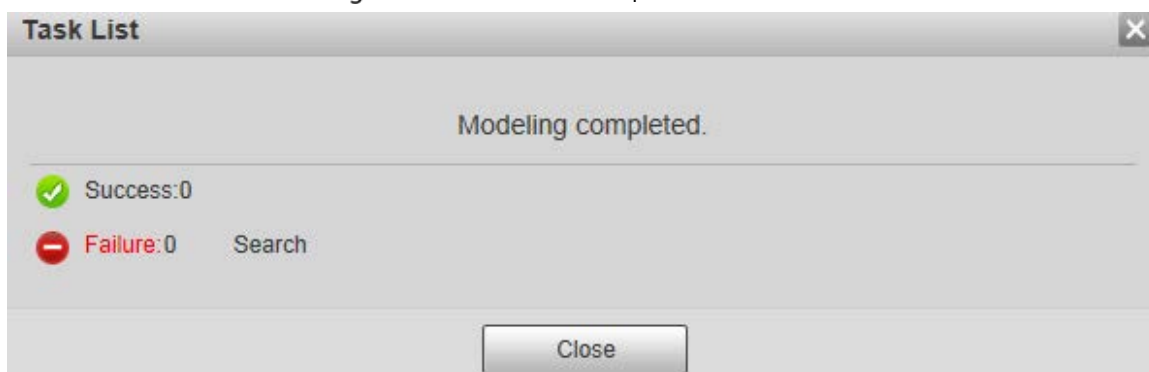 Task List
Modeling completed.
Success:0
Failure:0 Search
Close